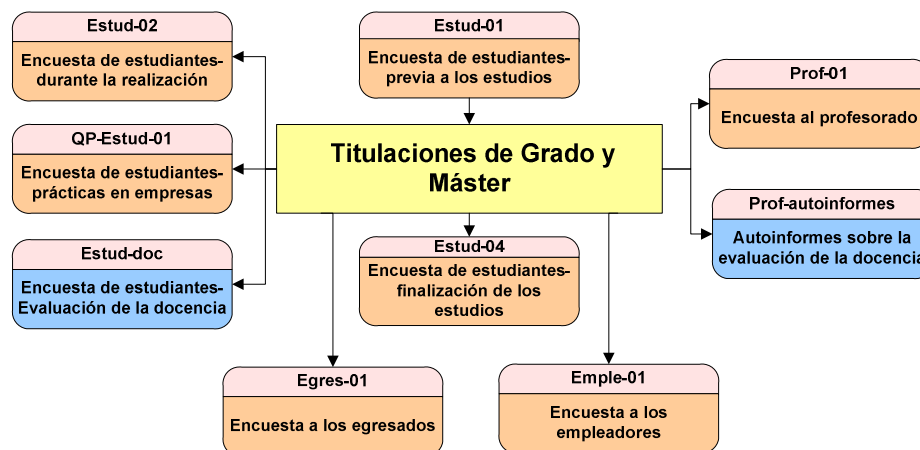 Estud-02
Encuesta de estudiantes-
durante la realización
Estud-01
Encuesta de estudiantes-
previa a los estudios
Prof-01
Encuesta al profesorado
QP-Estud-01
Encuesta de estudiantes-
prácticas en empresas
Titulaciones de Grado y
Máster
Prof-autoinformes
Autoinformes sobre la
evaluación de la docencia
Estud-doc
Encuesta de estudiantes-
Evaluación de la docencia
Estud-04
Encuesta de estudiantes-
finalización de los
estudios
Egres-01
Encuesta a los egresados
Emple-01
Encuesta a los
empleadores